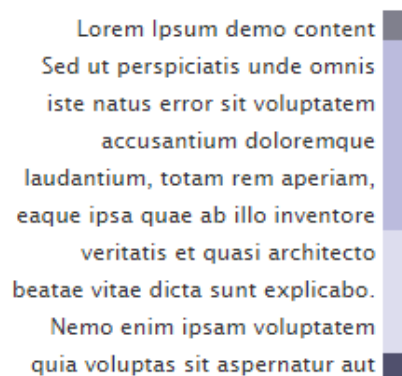 Lorem Ipsum demo content
Sed ut perspiciatis unde omnis
iste natus error sit voluptatem
accusantium doloremque
laudantium, totam rem aperiam,
eaque ipsa quae ab illo inventore
veritatis et quasi architecto
beatae vitae dicta sunt explicabo.
Nemo enim ipsam voluptatem
quia voluptas sit aspernatur aut